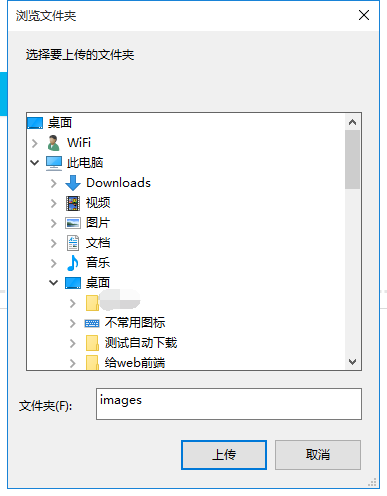 浏览文件夹
选择要上传的文件夹
桌面
WiFi
此电脑
Downloads
视频
图片
文档
音乐
桌面
不常用图标
测试自动下载
给web前端
文件夹(F):
images
上传
取消